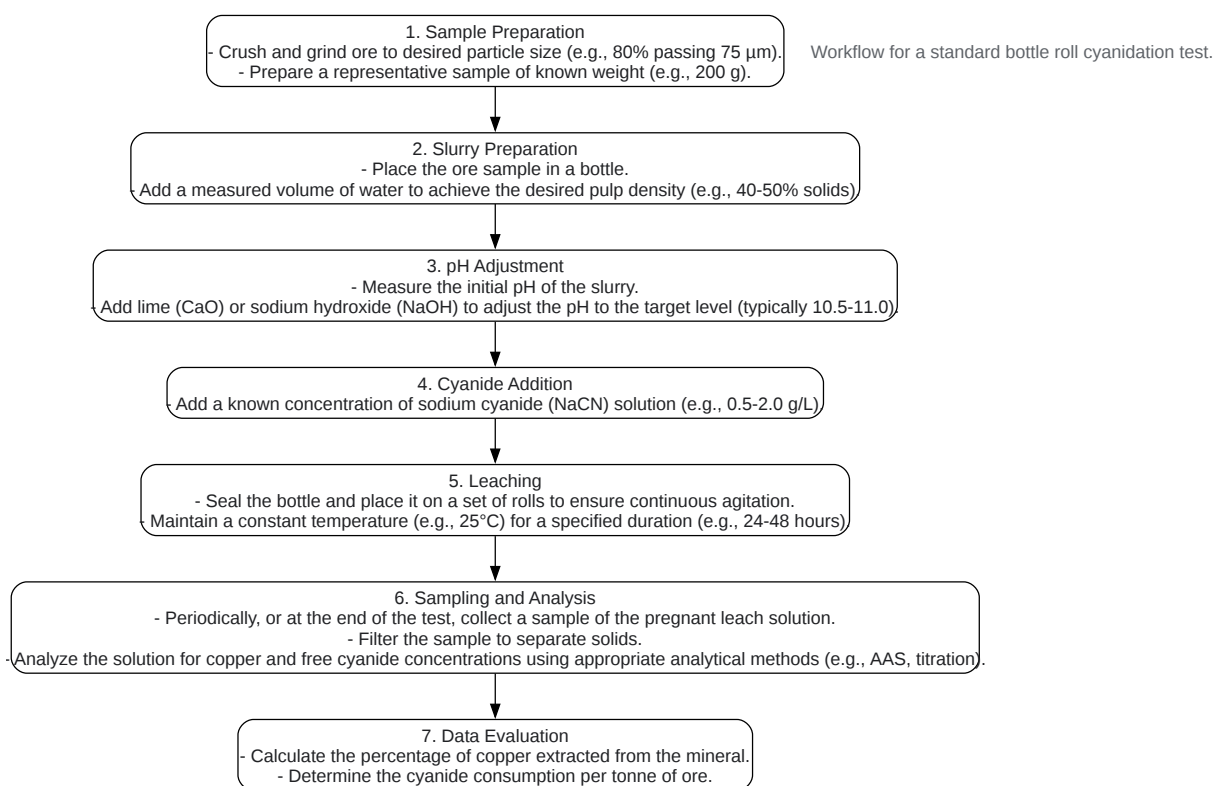 1. Sample Preparation
- Crush and grind ore to desired particle size (e.g., 80% passing 75 µm).
- Prepare a representative sample of known weight (e.g., 200 g).
Workflow for a standard bottle roll cyanidation test.
2. Slurry Preparation
- Place the ore sample in a bottle.
- Add a measured volume of water to achieve the desired pulp density (e.g., 40-50% solids).
3. pH Adjustment
- Measure the initial pH of the slurry.
- Add lime (CaO) or sodium hydroxide (NaOH) to adjust the pH to the target level (typically 10.5-11.0).
4. Cyanide Addition
- Add a known concentration of sodium cyanide (NaCN) solution (e.g., 0.5-2.0 g/L).
5. Leaching
- Seal the bottle and place it on a set of rolls to ensure continuous agitation.
- Maintain a constant temperature (e.g., 25°C) for a specified duration (e.g., 24-48 hours).
6. Sampling and Analysis
- Periodically, or at the end of the test, collect a sample of the pregnant leach solution.
- Filter the sample to separate solids.
- Analyze the solution for copper and free cyanide concentrations using appropriate analytical methods (e.g., AAS, titration).
7. Data Evaluation
- Calculate the percentage of copper extracted from the mineral.
- Determine the cyanide consumption per tonne of ore.